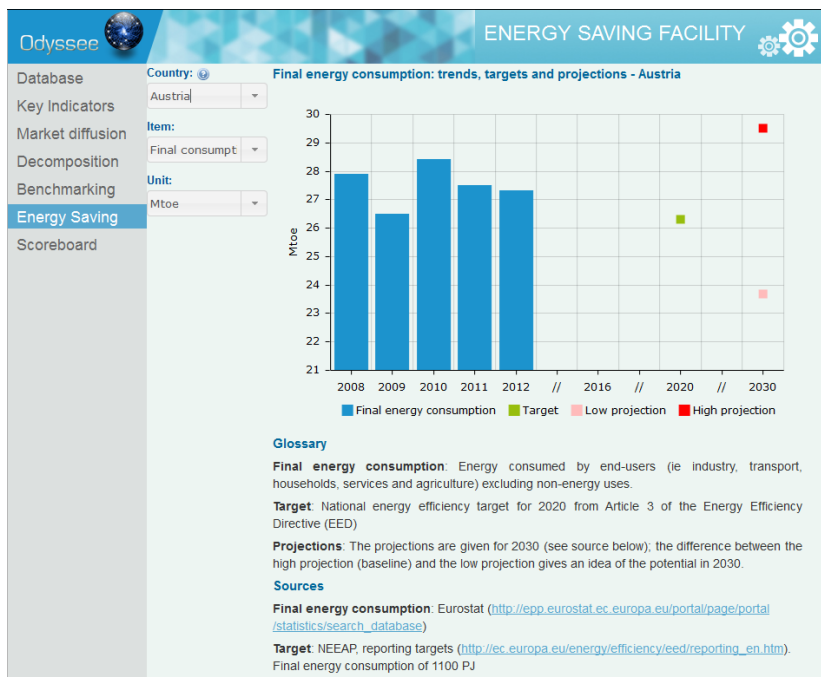 Odyssee
ENERGY SAVING FACILITY
Database
Key Indicators
Market diffusion
Decomposition
Benchmarking
Energy Saving
Scoreboard
Country:
Austria
Item:
Final consumpt
Unit:
Mtoe
Final energy consumption: trends, targets and projections - Austria
30
29
28
27
26
25
24
23
22
21
Mtoe
2008 2009 2010 2011 2012 // 2016 // 2020 // 2030
Final energy consumption Target Low projection High projection
Glossary
Final energy consumption: Energy consumed by end-users (ie industry, transport,
households, services and agriculture) excluding non-energy uses.
Target: National energy efficiency target for 2020 from Article 3 of the Energy Efficiency
Directive (EED)
Projections: The projections are given for 2030 (see source below); the difference between the
high projection (baseline) and the low projection gives an idea of the potential in 2030.
Sources
Final energy consumption: Eurostat (http://epp.eurostat.ec.europa.eu/portal/page/portal
/statistics/search_database)
Target: NEEAP, reporting targets (http://ec.europa.eu/energy/efficiency/eed/reporting_en.htm).
Final energy consumption of 1100 PJ